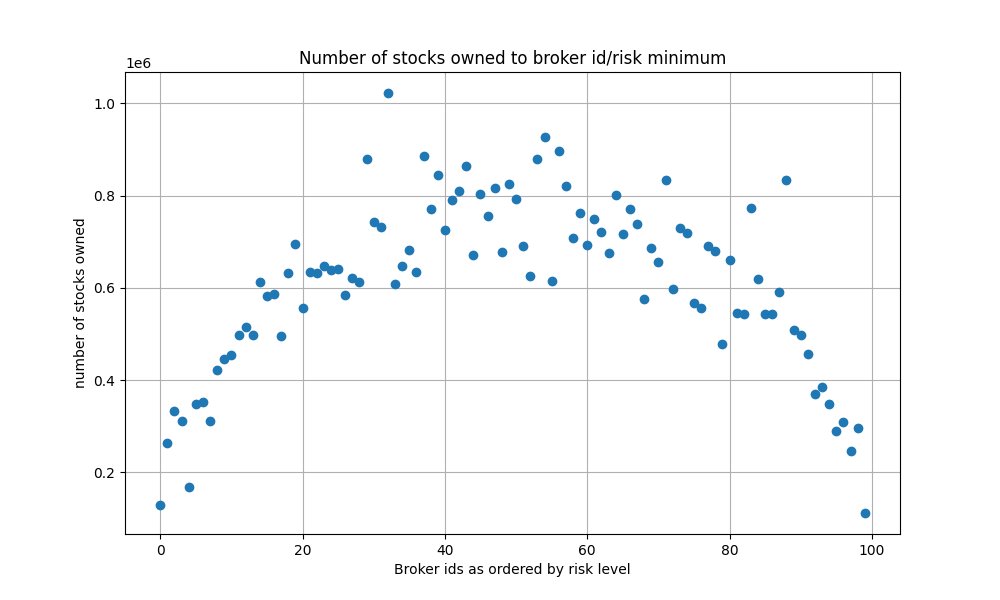 Number of stocks owned to broker id/risk minimum
1e6
1.0
0.8
0.6
0.4
0.2
number of stocks owned
0 20 40 60 80 100
Broker ids as ordered by risk level